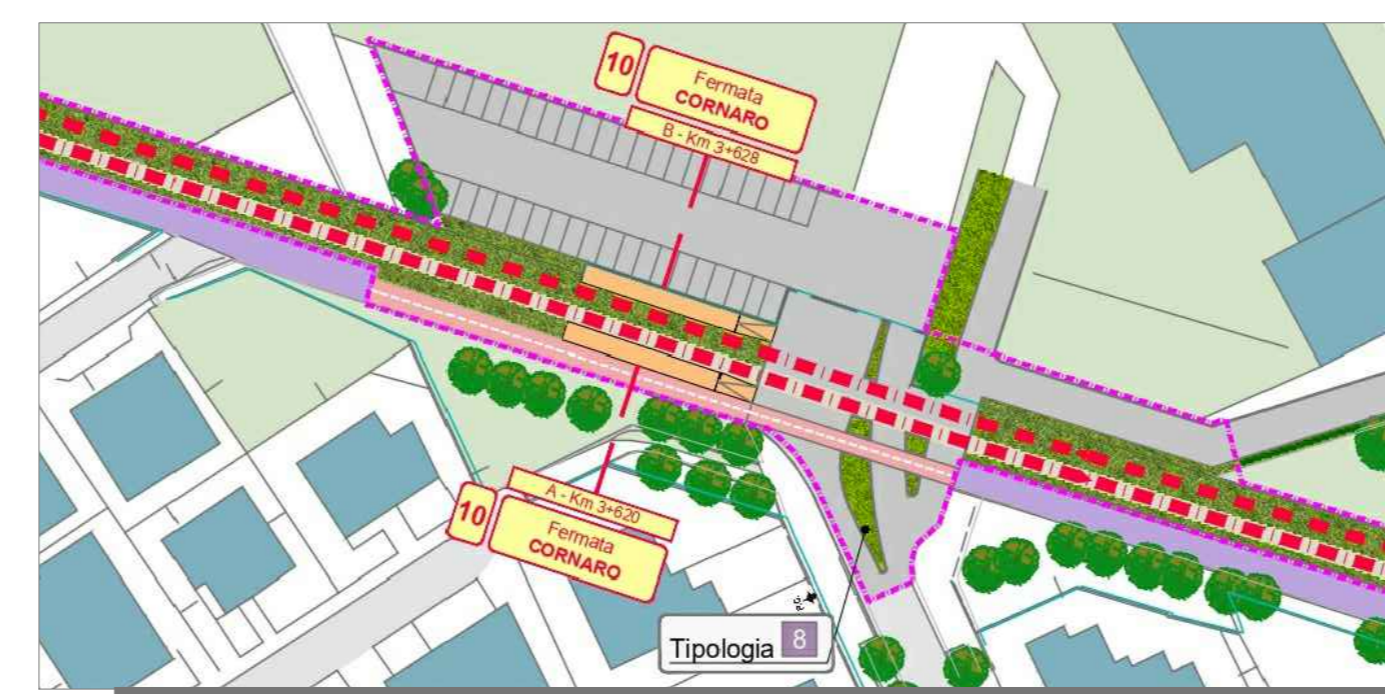 10
Fermata
CORNARO
B - Km 3+628
A - Km 3+620
10
Fermata
CORNARO
Tipologia 8